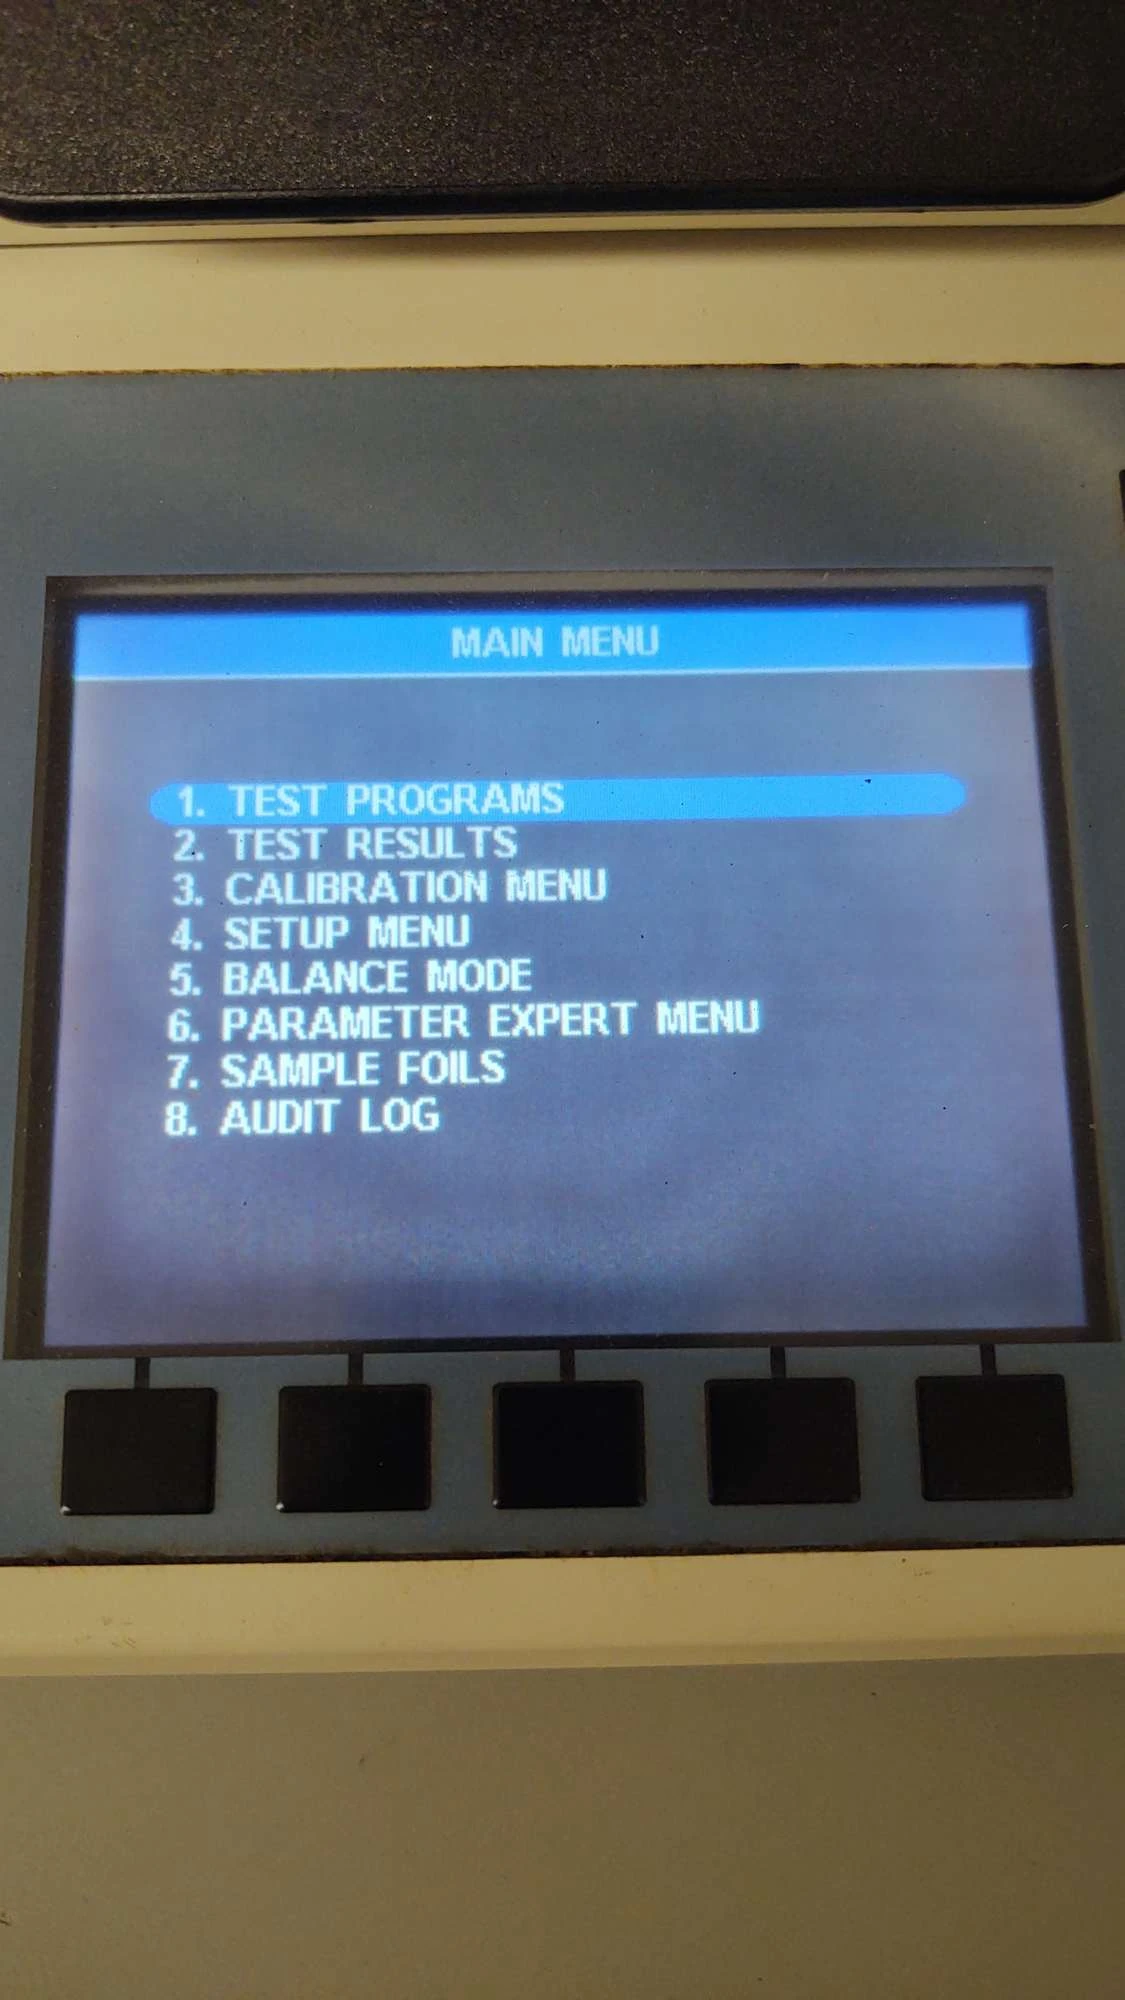 MAIN MENU
1. TEST PROGRAMS
2. TEST RESULTS
3. CALIBRATION MENU
4. SETUP MENU
5. BALANCE MODE
6. PARAMETER EXPERT MENU
7. SAMPLE FOILS
8. AUDIT LOG